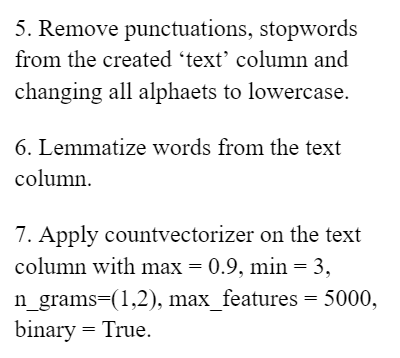 5. Remove punctuations, stopwords
from the created ‘text’ column and
changing all alphaets to lowercase.
6. Lemmatize words from the text
column.
7. Apply countvectorizer on the text
column with max = 0.9, min = 3,
n_grams=(1,2), max_features = 5000,
binary = True.